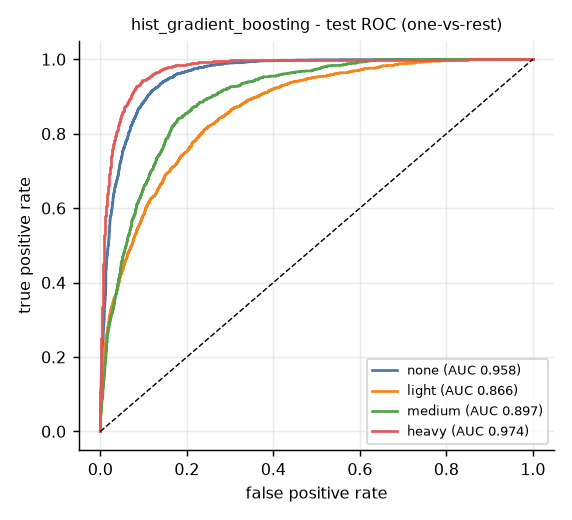 hist_gradient_boosting - test ROC (one-vs-rest)
true positive rate
1.0
0.8
0.6
0.4
0.2
0.0
none (AUC 0.958)
light (AUC 0.866)
medium (AUC 0.897)
heavy (AUC 0.974)
0.0 0.2 0.4 0.6 0.8 1.0
false positive rate